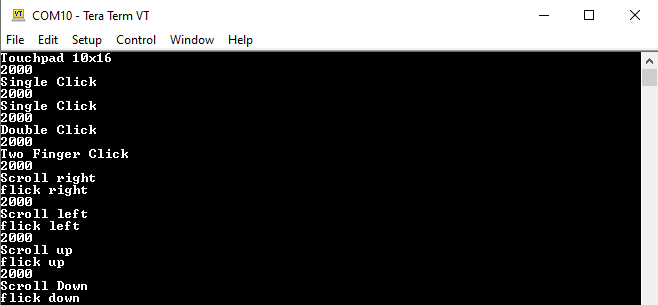 COM10 - Tera Term VT
File Edit Setup Control Window Help
Touchpad 10x16
2000
Single Click
2000
Single Click
2000
Double Click
2000
Two Finger Click
2000
Scroll right
flick right
2000
Scroll left
flick left
2000
Scroll up
flick up
2000
Scroll Down
flick down